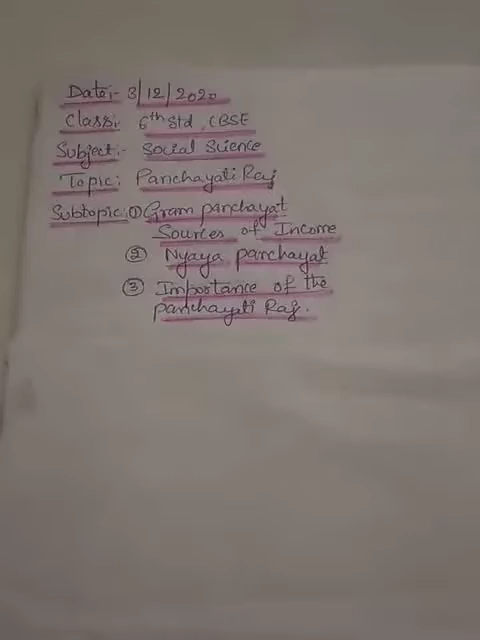 Date:- 3/12/2020
Class: 6th Std, CBSE
Subject:- Social Science
Topic: Panchayati Raj
Subtopic: ① Gram panchayat
Sources of Income
② Nyaya panchayat
③ Importance of the
panchayati Raj.